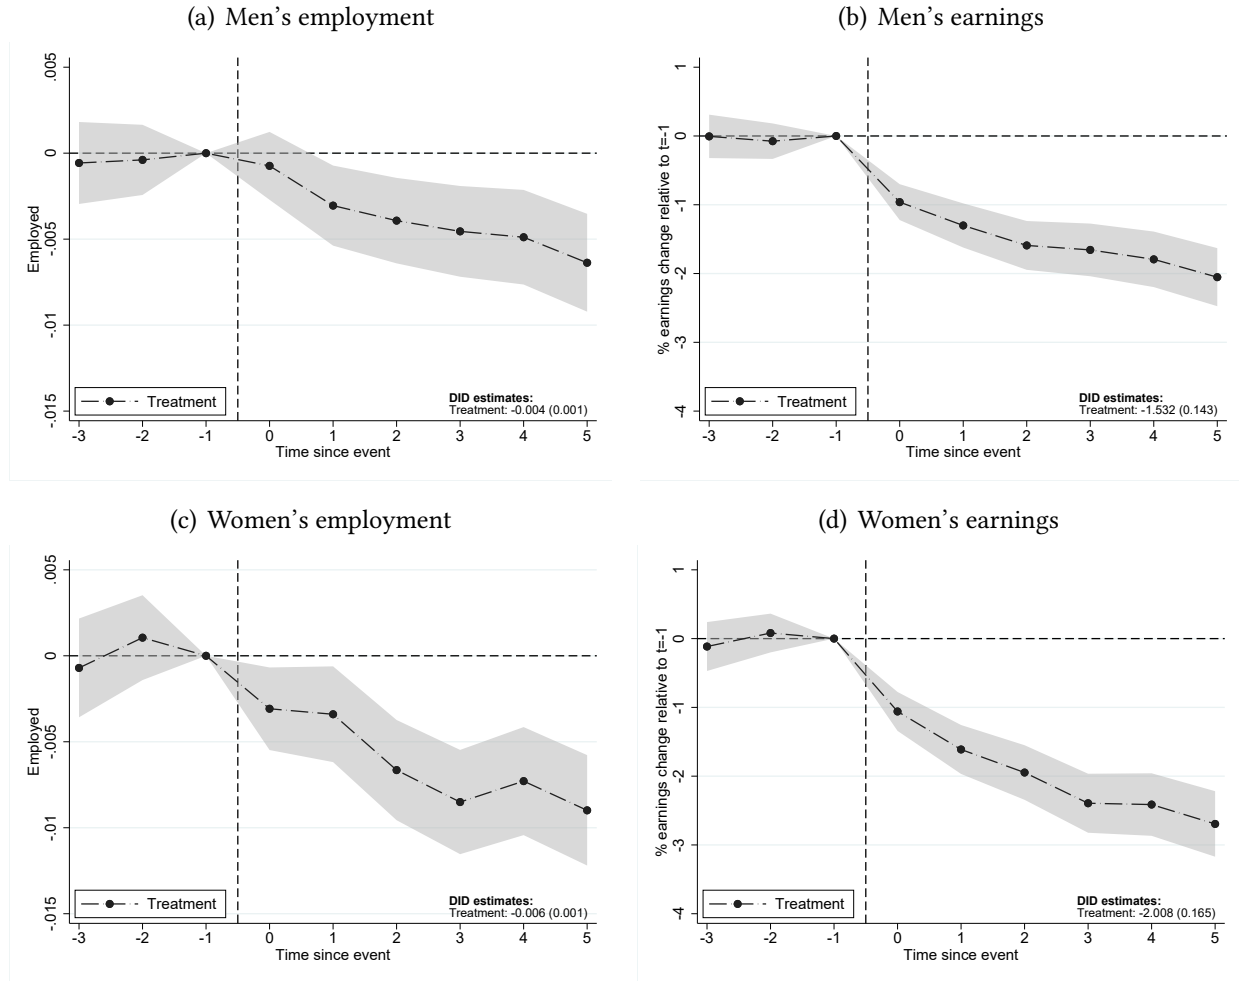 (a) Men’s employment
.005
0
-.005
-.01
-.015
Employed
Treatment
DID estimates:
Treatment: -0.004 (0.001)
-3 -2 -1 0 1 2 3 4 5
Time since event
(b) Men’s earnings
1
0
-1
-2
-3
-4
% earnings change relative to t=-1
Treatment
DID estimates:
Treatment: -1.532 (0.143)
-3 -2 -1 0 1 2 3 4 5
Time since event
(c) Women’s employment
.005
0
-.005
-.01
-.015
Employed
Treatment
DID estimates:
Treatment: -0.006 (0.001)
-3 -2 -1 0 1 2 3 4 5
Time since event
(d) Women’s earnings
1
0
-1
-2
-3
-4
% earnings change relative to t=-1
Treatment
DID estimates:
Treatment: -2.008 (0.165)
-3 -2 -1 0 1 2 3 4 5
Time since event